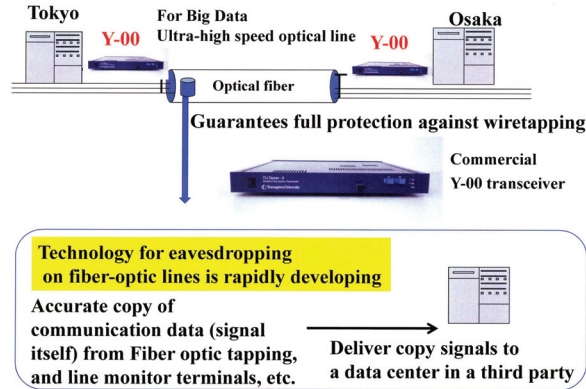 Tokyo
For Big Data
Ultra-high speed optical line
Osaka
Y-00
Y-00
Optical fiber
Guarantees full protection against wiretapping
Commercial
Y-00 transceiver
Technology for eavesdropping
on fiber-optic lines is rapidly developing
Accurate copy of
communication data (signal
itself) from Fiber optic tapping,
and line monitor terminals, etc.
Deliver copy signals to
a data center in a third party